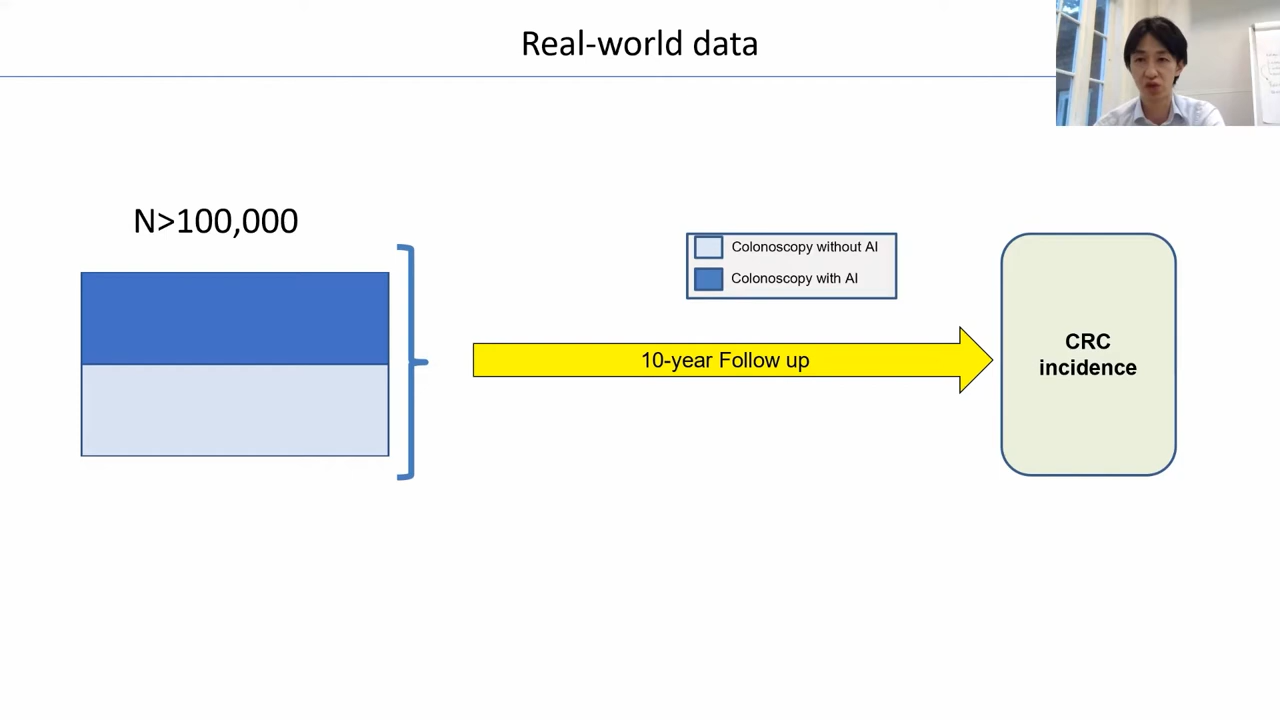 Real-world data
N>100,000
Colonoscopy without AI
Colonoscopy with AI
10-year Follow up
CRC
incidence